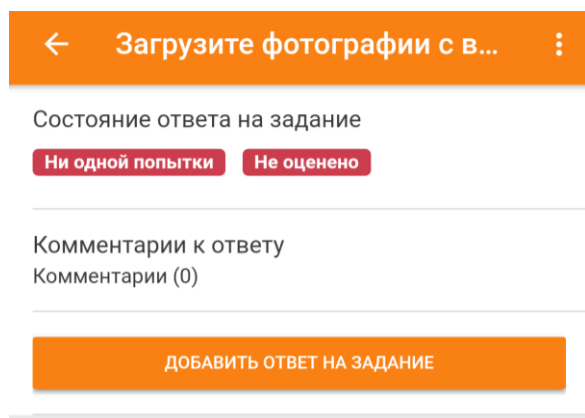 Загрузите фотографии с в...
Состояние ответа на задание
Ни одной попытки Не оценено
Комментарии к ответу
Комментарии (0)
ДОБАВИТЬ ОТВЕТ НА ЗАДАНИЕ